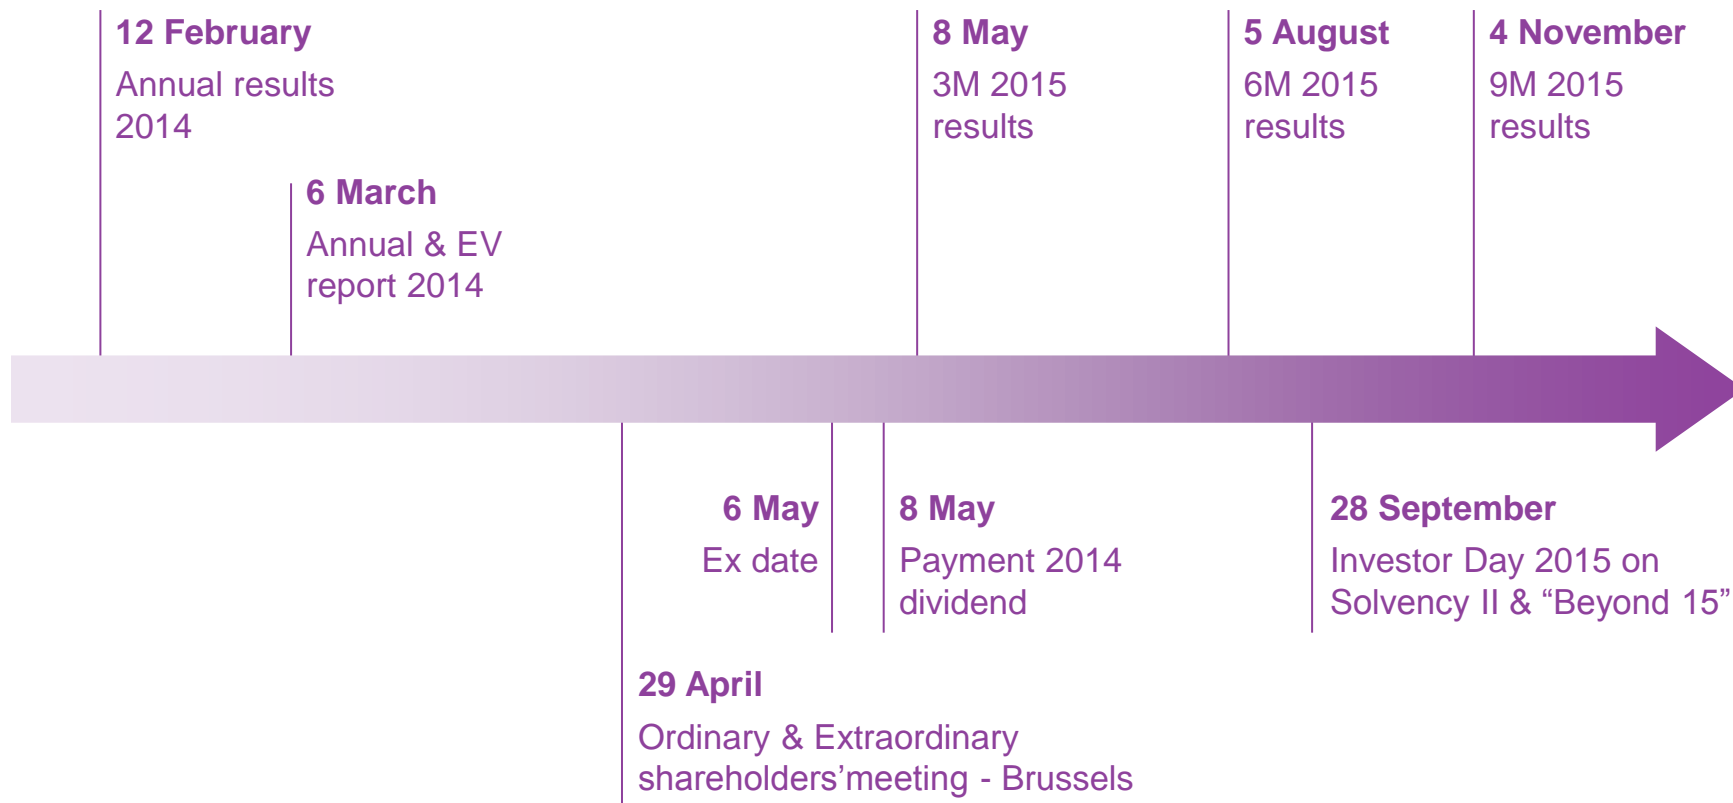 12 February
Annual results
2014
6 March
Annual & EV
report 2014
8 May
3M 2015
results
5 August
6M 2015
results
4 November
9M 2015
results
6 May
Ex date
8 May
Payment 2014
dividend
28 September
Investor Day 2015 on
Solvency II & “Beyond 15”
29 April
Ordinary & Extraordinary
shareholders’meeting - Brussels